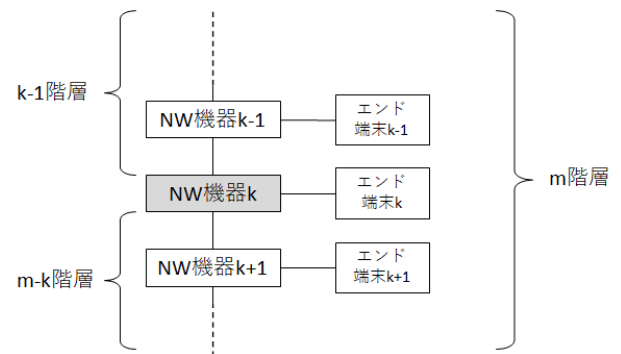 k-1階層
NW機器k-1
エンド
端末k-1
NW機器k
エンド
端末k
m階層
m-k階層
NW機器k+1
エンド
端末k+1